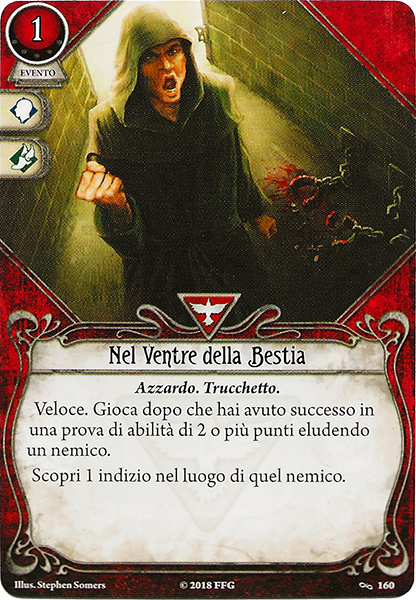 1
EVENTO
Nel Ventre della Bestia
Azzardo. Trucchetto.
Veloce. Gioca dopo che hai avuto successo in
una prova di abilità di 2 o più punti eludendo
un nemico.
Scopri 1 indizio nel luogo di quel nemico.
Illus. Stephen Somers © 2018 FFG 160